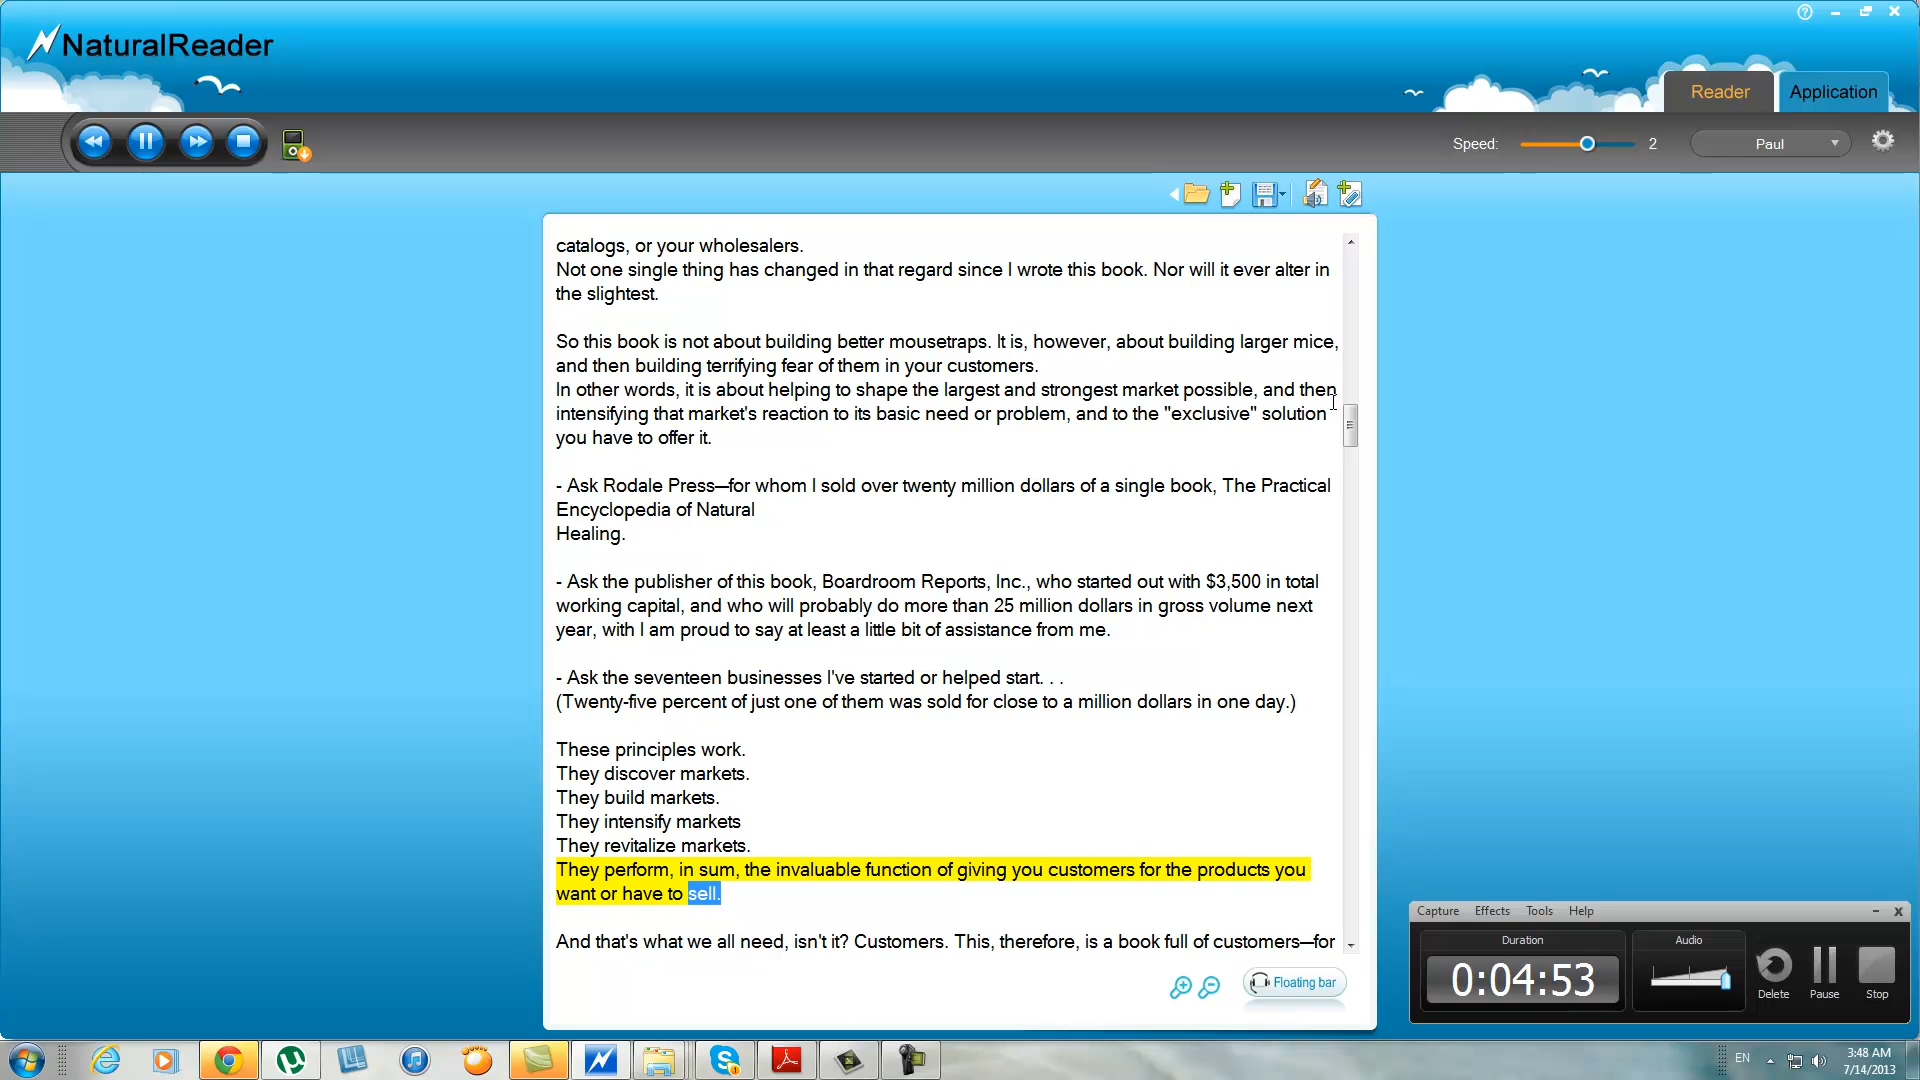 NaturalReader
Reader
Application
Speed:
2
Paul
catalogs, or your wholesalers.
Not one single thing has changed in that regard since I wrote this book. Nor will it ever alter in
the slightest.
So this book is not about building better mousetraps. It is, however, about building larger mice,
and then building terrifying fear of them in your customers.
In other words, it is about helping to shape the largest and strongest market possible, and then
intensifying that market's reaction to its basic need or problem, and to the "exclusive" solution
you have to offer it.
- Ask Rodale Press—for whom I sold over twenty million dollars of a single book, The Practical
Encyclopedia of Natural
Healing.
- Ask the publisher of this book, Boardroom Reports, Inc., who started out with $3,500 in total
working capital, and who will probably do more than 25 million dollars in gross volume next
year, with I am proud to say at least a little bit of assistance from me.
- Ask the seventeen businesses I've started or helped start. . .
(Twenty-five percent of just one of them was sold for close to a million dollars in one day.)
These principles work.
They discover markets.
They build markets.
They intensify markets
They revitalize markets.
They perform, in sum, the invaluable function of giving you customers for the products you
want or have to sell.
And that's what we all need, isn't it? Customers. This, therefore, is a book full of customers—for
Floating bar
Capture Effects Tools Help
Duration
Audio
0:04:53
Delete
Pause
Stop
EN
3:48 AM
7/14/2013